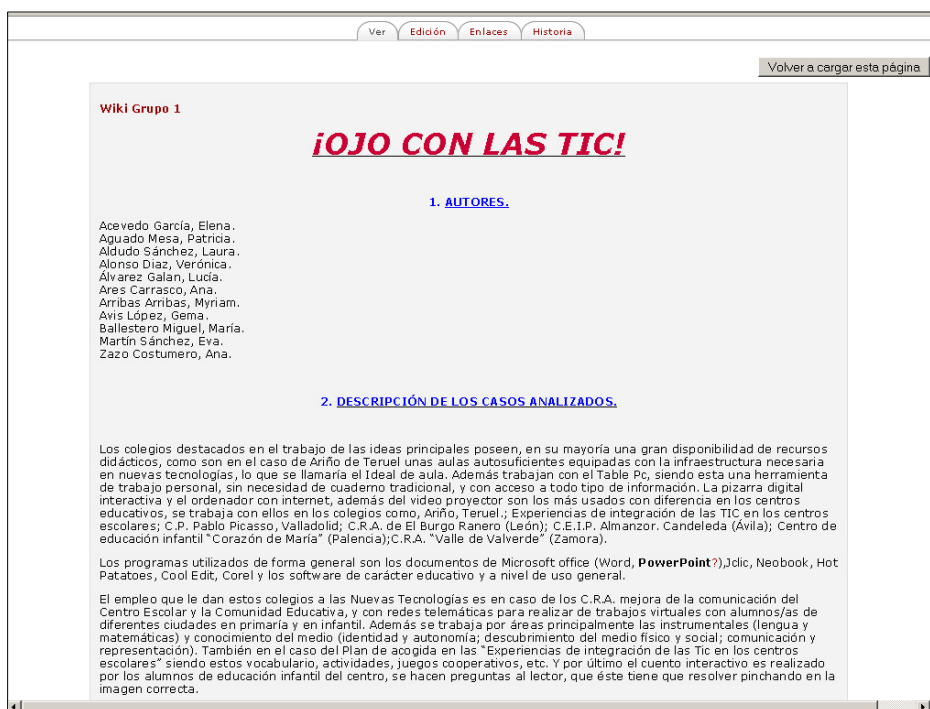 Ver Edición Enlaces Historia
Volver a cargar esta página
Wiki Grupo 1
¡OJO CON LAS TIC!
1. AUTORES.
Acevedo García, Elena.
Aguado Mesa, Patricia.
Aldudo Sánchez, Laura.
Alonso Diaz, Verónica.
Álvarez Galan, Lucía.
Ares Carrasco, Ana.
Arribas Arribas, Myriam.
Avis López, Gema.
Ballestero Miguel, María.
Martín Sánchez, Eva.
Zazo Costumero, Ana.
2. DESCRIPCIÓN DE LOS CASOS ANALIZADOS.
Los colegios destacados en el trabajo de las ideas principales poseen, en su mayoría una gran disponibilidad de recursos
didácticos, como son en el caso de Ariño de Teruel unas aulas autosuficientes equipadas con la infraestructura necesaria
en nuevas tecnologías, lo que se llamaría el Ideal de aula. Además trabajan con el Table Pc, siendo esta una herramienta
de trabajo personal, sin necesidad de cuaderno tradicional, y con acceso a todo tipo de información. La pizarra digital
interactiva y el ordenador con internet, además del video proyector son los más usados con diferencia en los centros
educativos, se trabaja con ellos en los colegios como, Ariño, Teruel.; Experiencias de integración de las TIC en los centros
escolares; C.P. Pablo Picasso, Valladolid; C.R.A. de El Burgo Ranero (León); C.E.I.P. Almanzor. Candeleda (Ávila); Centro de
educación infantil "Corazón de María" (Palencia);C.R.A. "Valle de Valverde" (Zamora).
Los programas utilizados de forma general son los documentos de Microsoft office (Word, PowerPoint?),Jclic, Neobook, Hot
Patatoes, Cool Edit, Corel y los software de carácter educativo y a nivel de uso general.
El empleo que le dan estos colegios a las Nuevas Tecnologías es en caso de los C.R.A. mejora de la comunicación del
Centro Escolar y la Comunidad Educativa, y con redes telemáticas para realizar de trabajos virtuales con alumnos/as de
diferentes ciudades en primaría y en infantil. Además se trabaja por áreas principalmente las instrumentales (lengua y
matemáticas) y conocimiento del medio (identidad y autonomía; descubrimiento del medio físico y social; comunicación y
representación). También en el caso del Plan de acogida en las "Experiencias de integración de las Tic en los centros
escolares" siendo estos vocabulario, actividades, juegos cooperativos, etc. Y por último el cuento interactivo es realizado
por los alumnos de educación infantil del centro, se hacen preguntas al lector, que éste tiene que resolver pinchando en la
imagen correcta.